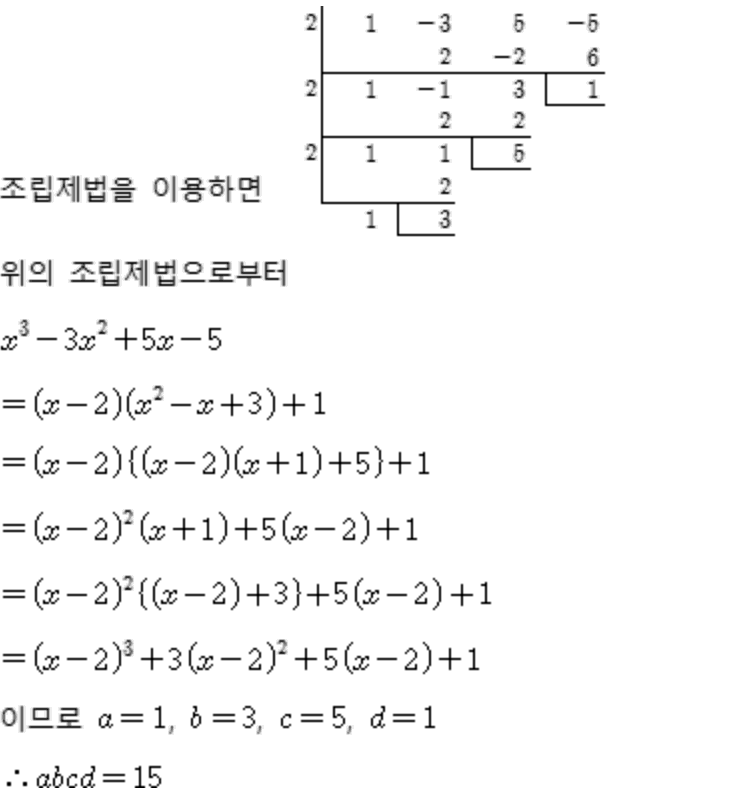 2 1 −3 5 −5
2 −2 6
2 1 −1 3 1
2 2
2 1 1 5
조립제법을 이용하면 2
1 3
위의 조립제법으로부터
x³−3x²+5x−5
=(x−2)(x²−x+3)+1
=(x−2){(x−2)(x+1)+5}+1
=(x−2)²(x+1)+5(x−2)+1
=(x−2)²{(x−2)+3}+5(x−2)+1
=(x−2)³+3(x−2)²+5(x−2)+1
이므로 a=1, b=3, c=5, d=1
∴abcd=15